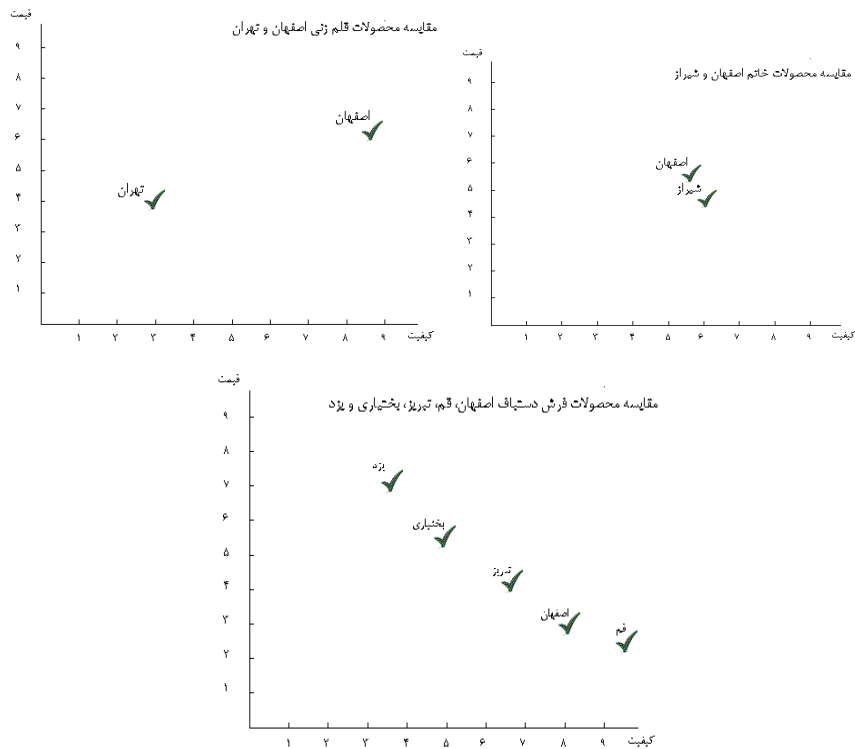 قیمت
مقایسه محصولات قلم زنی اصفهان و تهران
۹
۸
۷
۶
۵
۴
۳
۲
۱
اصفهان
تهران
۱ ۲ ۳ ۴ ۵ ۶ ۷ ۸ ۹ کیفیت
قیمت
مقایسه محصولات خاتم اصفهان و شیراز
۹
۸
۷
۶
۵
۴
۳
۲
۱
اصفهان
شیراز
۱ ۲ ۳ ۴ ۵ ۶ ۷ ۸ ۹ کیفیت
قیمت
مقایسه محصولات فرش دستباف اصفهان، قم، تبریز، بختیاری و یزد
۹
۸
۷
۶
۵
۴
۳
۲
۱
یزد
بختیاری
تبریز
اصفهان
قم
۱ ۲ ۳ ۴ ۵ ۶ ۷ ۸ ۹ کیفیت